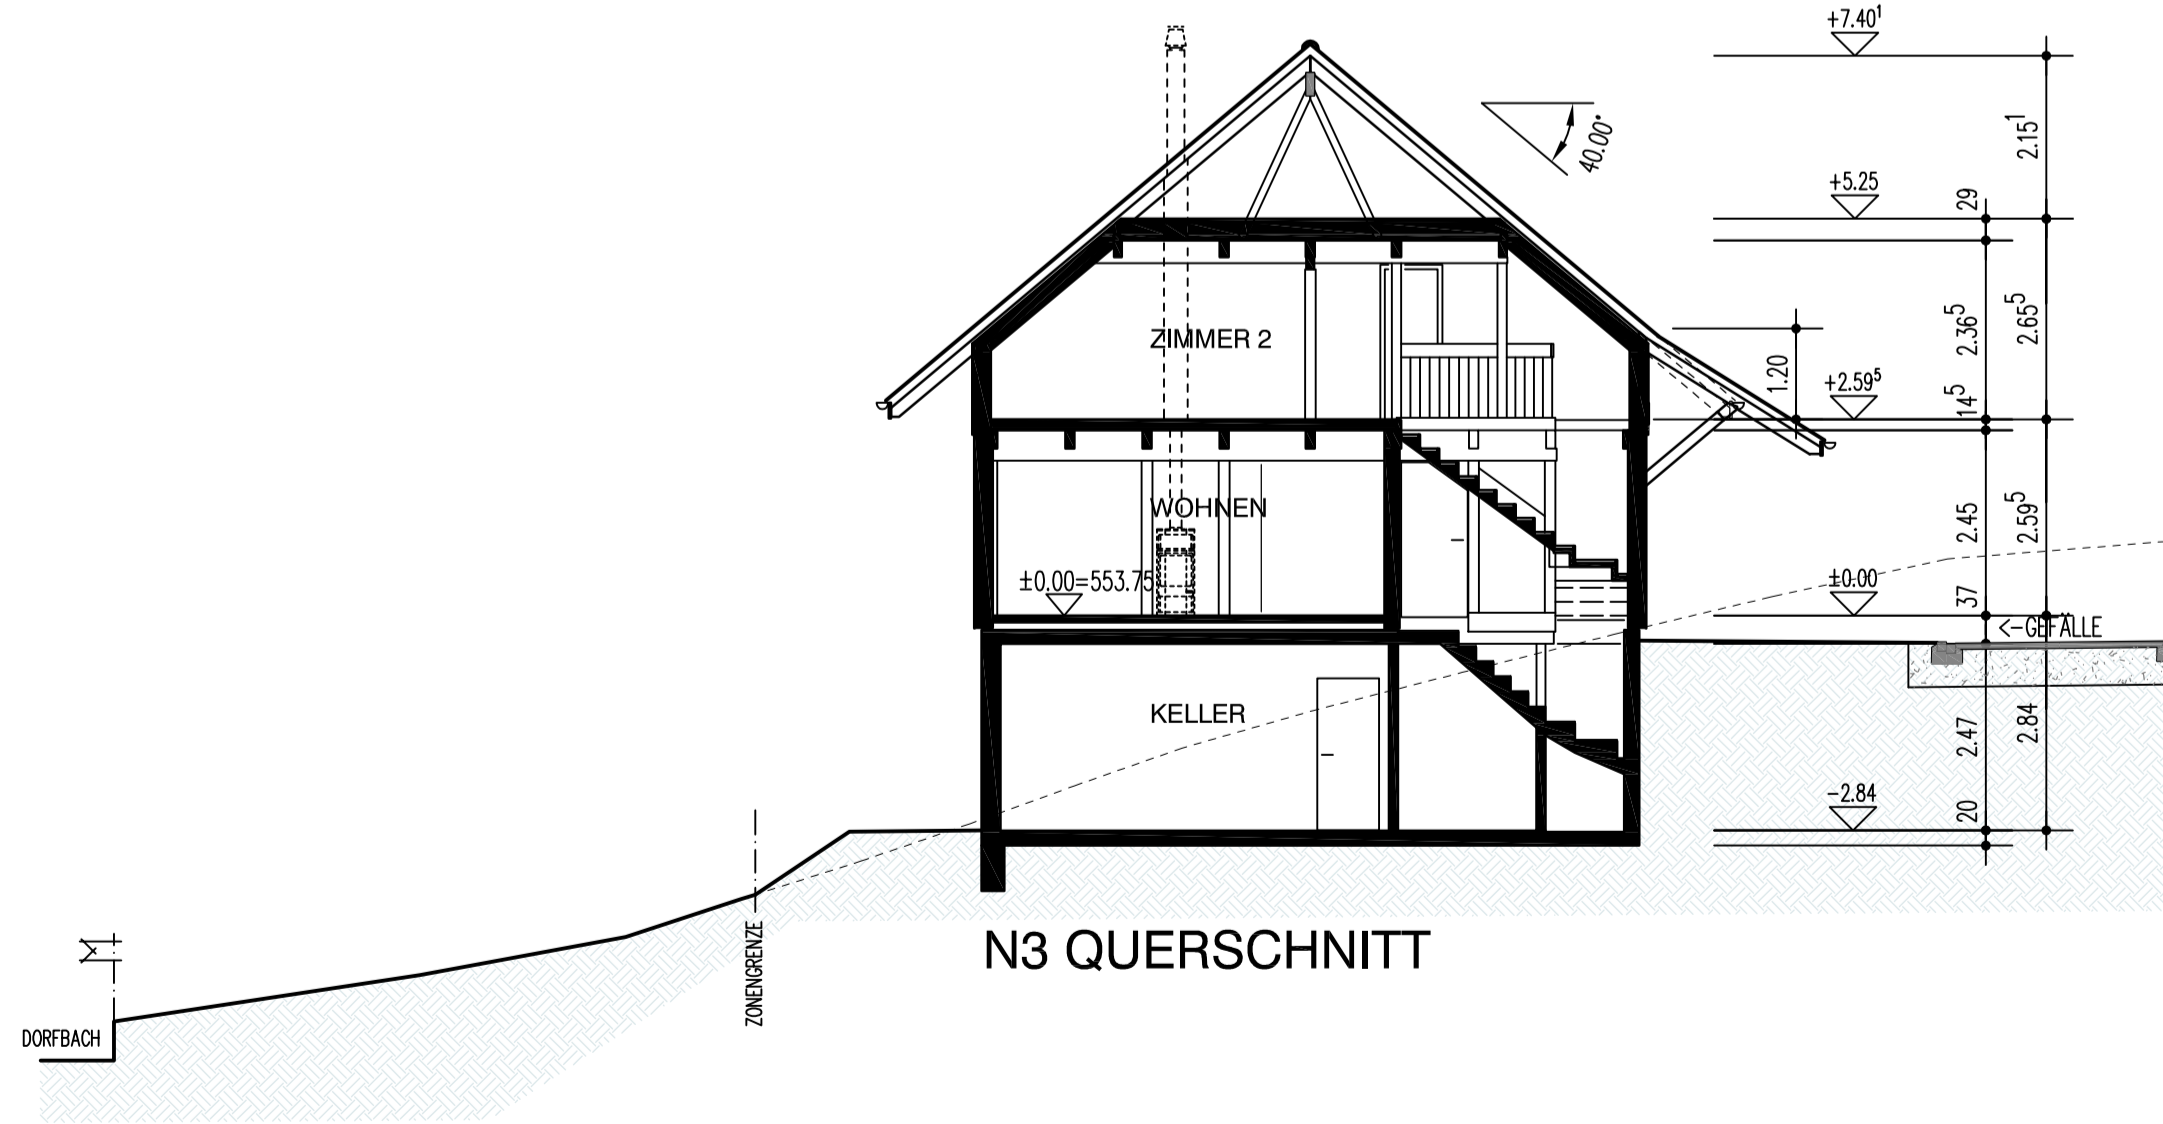 +7.40¹
2.15¹
40.00°
+5.25
29
ZIMMER 2
2.36⁵
2.65⁵
1.20
+2.59⁵
14⁵
WOHNEN
2.45
2.59⁵
±0.00=553.75
±0.00
37
<-GEFÄLLE
KELLER
2.47
2.84
-2.84
20
ZONENGRENZE
N3 QUERSCHNITT
DORFBACH